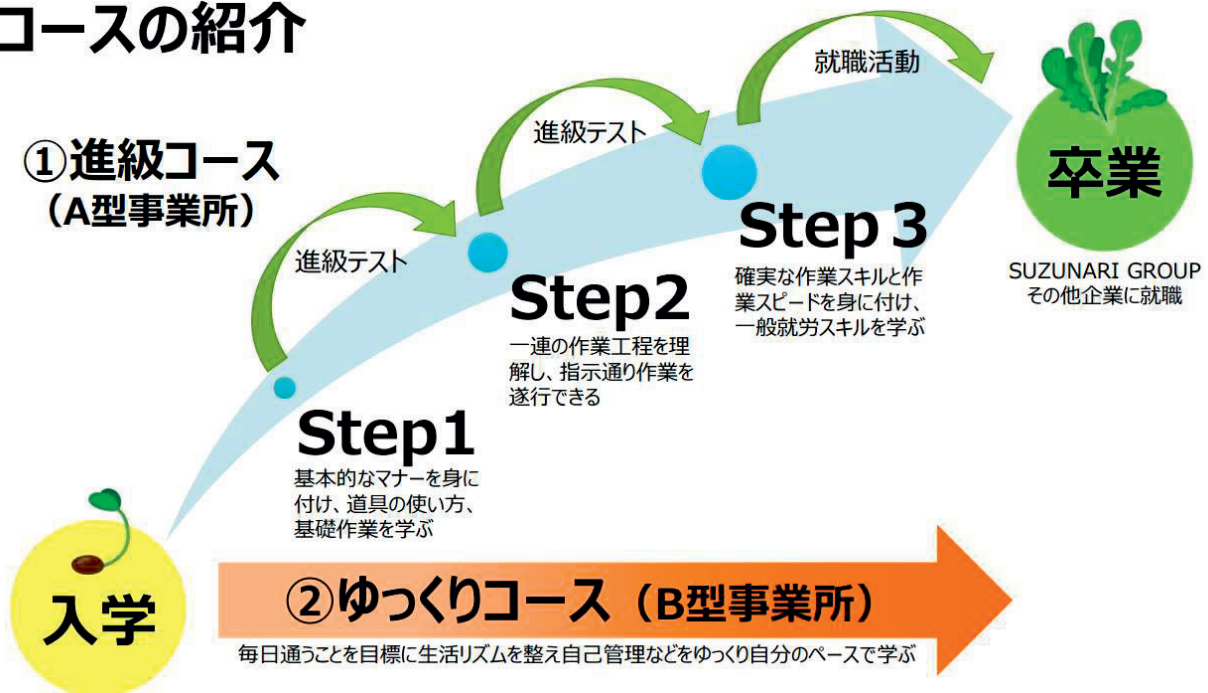 コースの紹介
①進級コース
（A型事業所）
進級テスト
進級テスト
就職活動
Step1
基本的なマナーを身に
付け、道具の使い方、
基礎作業を学ぶ
Step2
一連の作業工程を理
解し、指示通り作業を
遂行できる
Step 3
確実な作業スキルと作
業スピードを身に付け、
一般就労スキルを学ぶ
卒業
SUZUNARI GROUP
その他企業に就職
入学
②ゆっくりコース（B型事業所）
毎日通うことを目標に生活リズムを整え自己管理などをゆっくり自分のペースで学ぶ